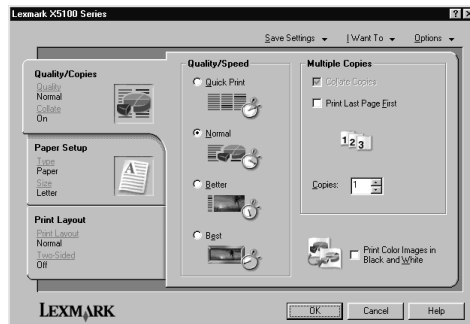 Lexmark X5100 Series
Save Settings I Want To Options
Quality/Copies
Quality
Normal
Collate
On
Paper Setup
Type
Paper
Size
Letter
Print Layout
Print Layout
Normal
Two-Sided
Off
Quality/Speed
Quick Print
Normal
Better
Best
Multiple Copies
Collate Copies
Print Last Page First
1 2 3
Copies: 1
Print Color Images in
Black and White
LEXMARK
OK Cancel Help